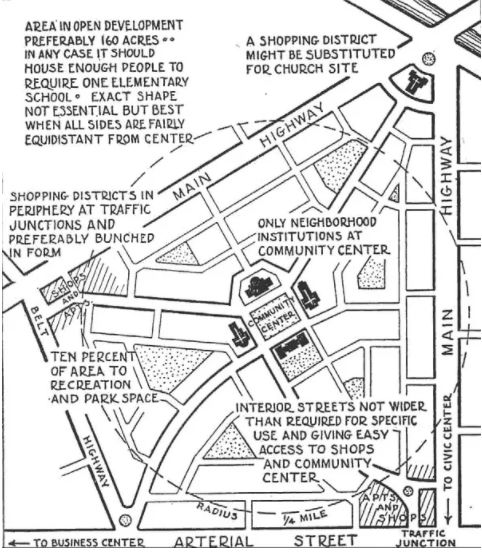 AREA IN OPEN DEVELOPMENT
PREFERABLY 160 ACRES ••
IN ANY CASE IT SHOULD
HOUSE ENOUGH PEOPLE TO
REQUIRE ONE ELEMENTARY
SCHOOL • EXACT SHAPE
NOT ESSENTIAL BUT BEST
WHEN ALL SIDES ARE FAIRLY
EQUIDISTANT FROM CENTER
A SHOPPING DISTRICT
MIGHT BE SUBSTITUTED
FOR CHURCH SITE
MAIN HIGHWAY
HIGHWAY
MAIN
SHOPPING DISTRICTS IN
PERIPHERY AT TRAFFIC
JUNCTIONS AND
PREFERABLY BUNCHED
IN FORM
ONLY NEIGHBORHOOD
INSTITUTIONS AT
COMMUNITY CENTER
SHOPS
AND
APTS
BELT
HIGHWAY
COMMUNITY
CENTER
TEN PERCENT
OF AREA TO
RECREATION
AND PARK SPACE
INTERIOR STREETS NOT WIDER
THAN REQUIRED FOR SPECIFIC
USE AND GIVING EASY
ACCESS TO SHOPS
AND COMMUNITY
CENTER
TO CIVIC CENTER
RADIUS 1/4 MILE
APTS
AND
SHOPS
← TO BUSINESS CENTER ARTERIAL STREET
TRAFFIC
JUNCTION